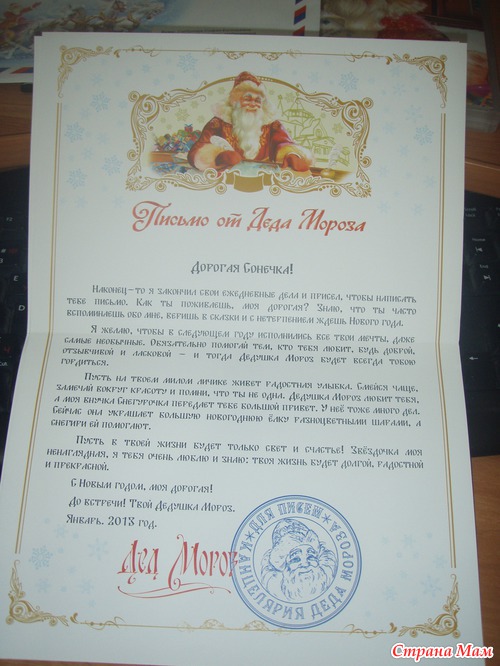 Письмо от Деда Мороза
Дорогая Сонечка!
Наконец-то я закончил свои ежедневные дела и присел, чтобы написать
тебе письмо. Как ты поживаешь, моя дорогая? Знаю, что ты часто
вспоминаешь обо мне, веришь в сказки и с нетерпением ждешь Нового года.
Я желаю, чтобы в следующем году исполнились все твои мечты, даже
самые необычные. Обязательно помогай тем, кто тебя любит, будь доброй,
отзывчивой и ласковой – и тогда Дедушка Мороз будет всегда тобою
гордиться.
Пусть на твоем милом личике живет радостная улыбка. Смейся чаще,
замечай вокруг красоту и помни, что ты не одна. Дедушка Мороз любит тебя,
а моя внучка Снегурочка передает тебе большой привет. У неё тоже много дел.
Сейчас она украшает большую новогоднюю ёлку разноцветными шарами, а
снегири ей помогают.
Пусть в твоей жизни будет только свет и счастье! Звёздочка моя
ненаглядная, я тебя очень люблю и знаю: твоя жизнь будет долгой, радостной
и прекрасной.
С Новым годом, моя дорогая!
До встречи! Твой Дедушка Мороз.
Январь. 2013 год.
Дед Мороз
*ДЛЯ ПИСЕМ*
КАНЦЕЛЯРИЯ ДЕДА МОРОЗА
Страна Мам